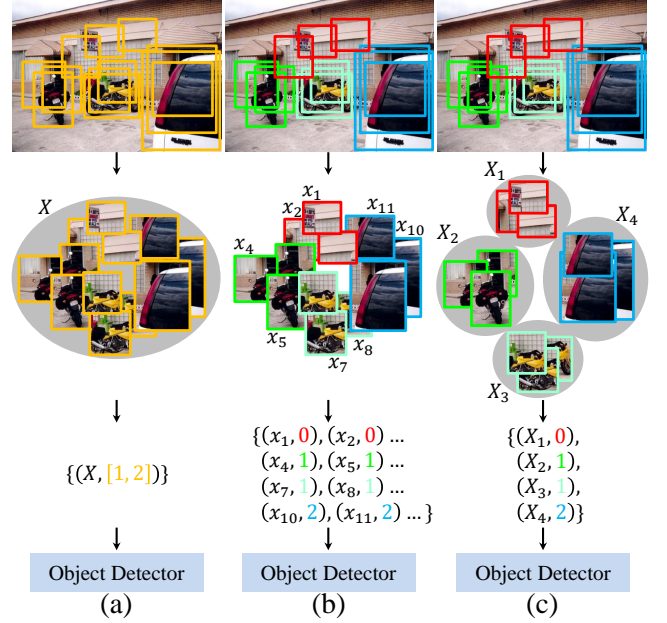 X
{(X, [1, 2])}
Object Detector
(a)
x₁
x₂
x₁₁
x₁₀
x₄
x₅
x₈
x₇
{(x₁, 0), (x₂, 0) ...
(x₄, 1), (x₅, 1) ...
(x₇, 1), (x₈, 1) ...
(x₁₀, 2), (x₁₁, 2) ... }
Object Detector
(b)
X₁
X₂
X₄
X₃
{(X₁, 0),
(X₂, 1),
(X₃, 1),
(X₄, 2)}
Object Detector
(c)